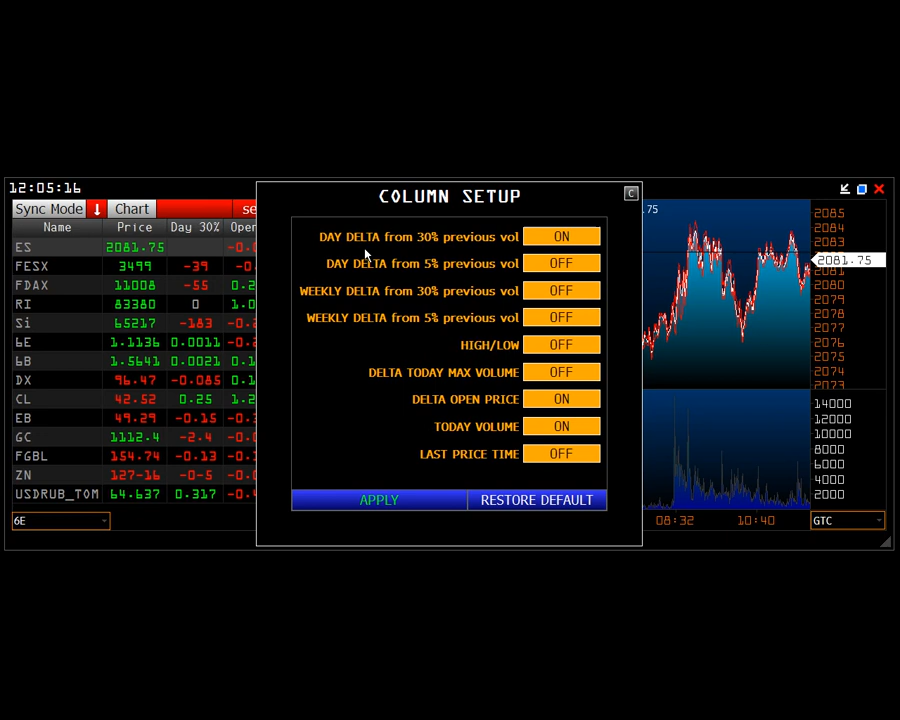 12:05:16
COLUMN SETUP
C
Sync Mode ↓ Chart
Name Price Day 30%
ES 2081.75
FESX 3499 -39
FDAX 11008 -55
RI 83380 0
Si 65217 -183
6E 1.1136 0.0011
6B 1.5641 0.0021
DX 96.47 -0.085
CL 42.52 0.25
EB 49.29 -0.15
GC 1112.4 -2.4
FGBL 154.74 -0.13
ZN 127-16 -0-5
USDRUB_TOM 64.637 0.317
6E
DAY DELTA from 30% previous vol ON
DAY DELTA from 5% previous vol OFF
WEEKLY DELTA from 30% previous vol OFF
WEEKLY DELTA from 5% previous vol OFF
HIGH/LOW OFF
DELTA TODAY MAX VOLUME OFF
DELTA OPEN PRICE ON
TODAY VOLUME ON
LAST PRICE TIME OFF
APPLY RESTORE DEFAULT
.75
2085
2084
2083
2081.75
2081
2080
2079
2078
2077
2076
2075
2074
2073
14000
12000
10000
8000
6000
4000
2000
08:32 10:40
GTC